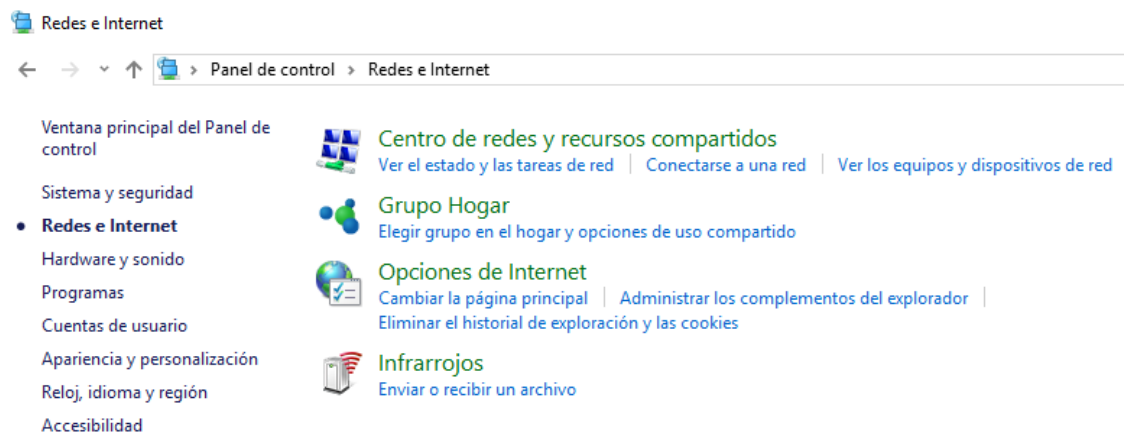 Redes e Internet
Panel de control > Redes e Internet
Ventana principal del Panel de
control
Sistema y seguridad
Redes e Internet
Hardware y sonido
Programas
Cuentas de usuario
Apariencia y personalización
Reloj, idioma y región
Accesibilidad
Centro de redes y recursos compartidos
Ver el estado y las tareas de red | Conectarse a una red | Ver los equipos y dispositivos de red
Grupo Hogar
Elegir grupo en el hogar y opciones de uso compartido
Opciones de Internet
Cambiar la página principal | Administrar los complementos del explorador |
Eliminar el historial de exploración y las cookies
Infrarrojos
Enviar o recibir un archivo